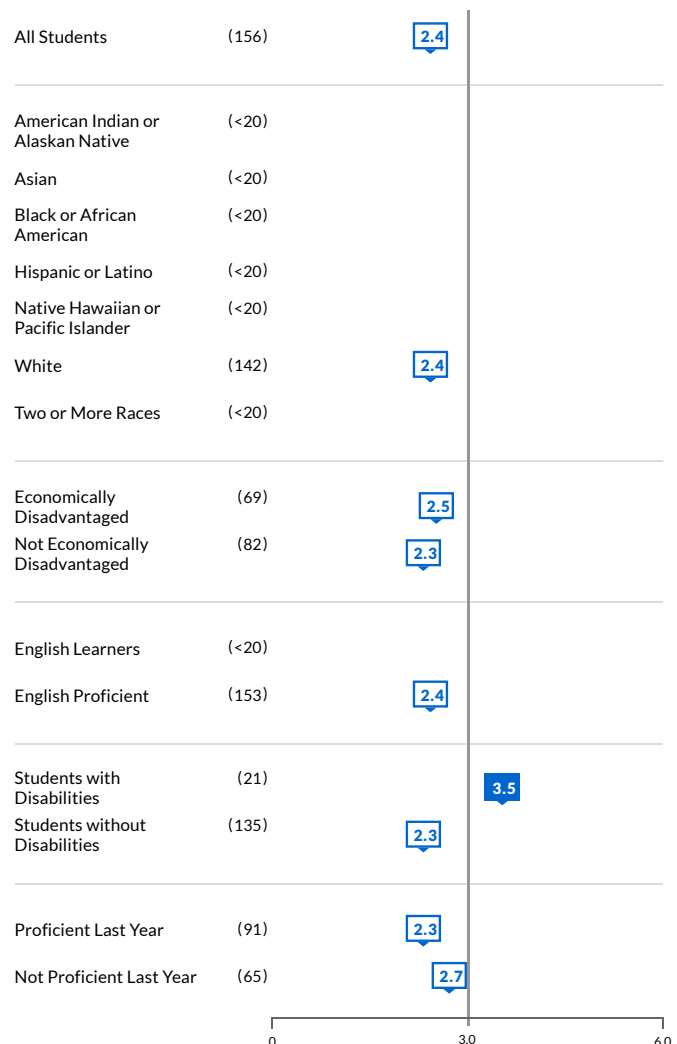 All Students (156) 2.4
American Indian or (<20)
Alaskan Native
Asian (<20)
Black or African (<20)
American
Hispanic or Latino (<20)
Native Hawaiian or (<20)
Pacific Islander
White (142) 2.4
Two or More Races (<20)
Economically (69) 2.5
Disadvantaged
Not Economically (82) 2.3
Disadvantaged
English Learners (<20)
English Proficient (153) 2.4
Students with (21) 3.5
Disabilities
Students without (135) 2.3
Disabilities
Proficient Last Year (91) 2.3
Not Proficient Last Year (65) 2.7
0 3.0 6.0